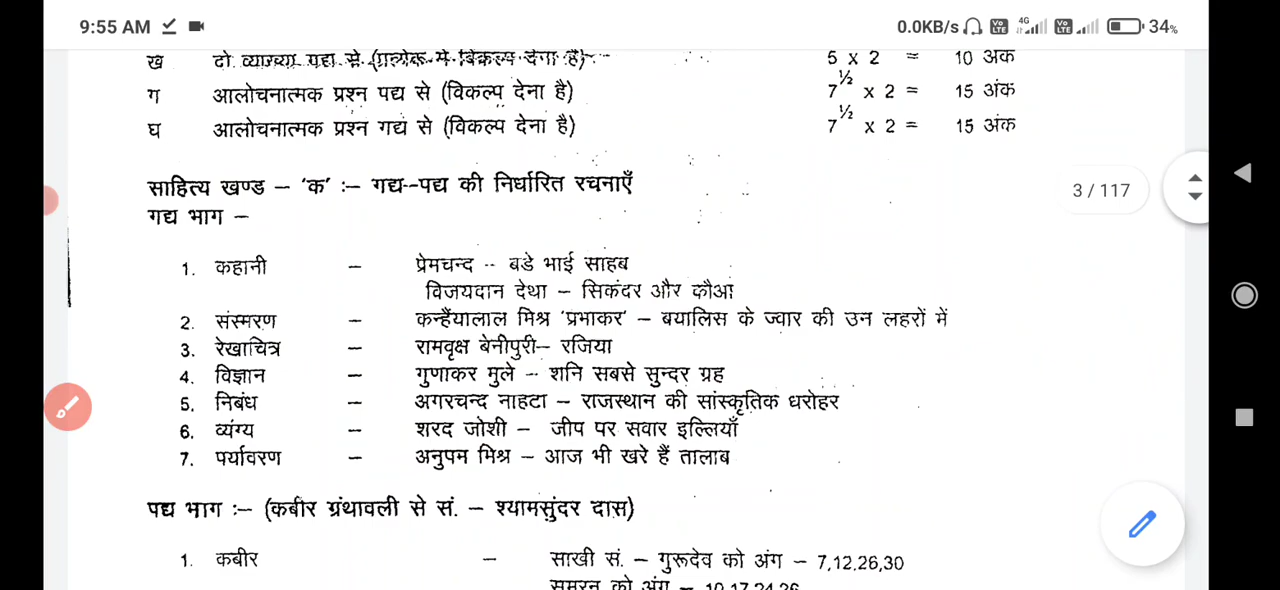 9:55 AM 0.0KB/s 4G 34%
ख दो व्याख्या गद्य से (प्रत्येक में विकल्प देना है) 5 x 2 = 10 अंक
ग आलोचनात्मक प्रश्न पद्य से (विकल्प देना है) 7½ x 2 = 15 अंक
घ आलोचनात्मक प्रश्न गद्य से (विकल्प देना है) 7½ x 2 = 15 अंक
साहित्य खण्ड – 'क' :– गद्य–पद्य की निर्धारित रचनाएँ
3 / 117
गद्य भाग –
1. कहानी – प्रेमचन्द – बडे भाई साहब
विजयदान देथा – सिकंदर और कौआ
2. संस्मरण – कन्हैंयालाल मिश्र 'प्रभाकर' – बयालिस के ज्वार की उन लहरों में
3. रेखाचित्र – रामवृक्ष बेनीपुरी– रजिया
4. विज्ञान – गुणाकर मुले – शनि सबसे सुन्दर ग्रह
5. निबंध – अगरचन्द नाहटा – राजस्थान की सांस्कृतिक धरोहर
6. व्यंग्य – शरद जोशी – जीप पर सवार इल्लियाँ
7. पर्यावरण – अनुपम मिश्र – आज भी खरे हैं तालाब
पद्य भाग :– (कबीर ग्रंथावली से सं. – श्यामसुंदर दास)
1. कबीर – साखी सं. – गुरूदेव को अंग – 7,12,26,30
को अंग –